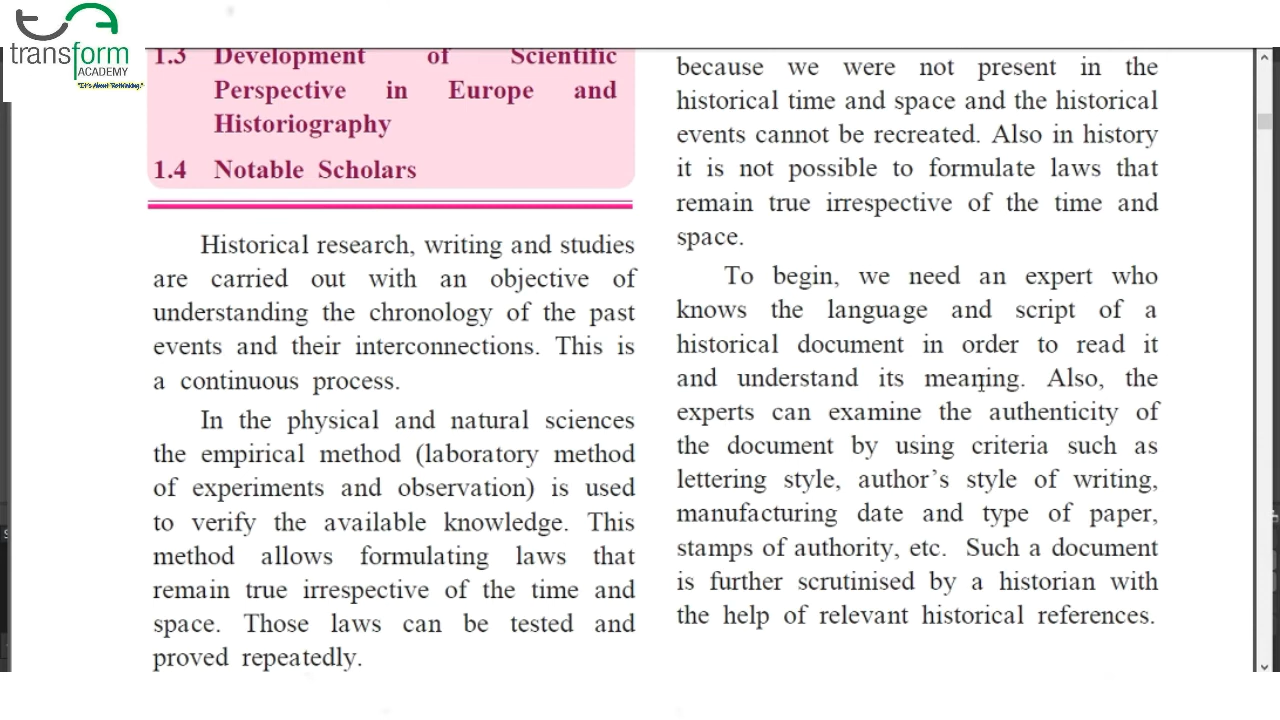 transform
ACADEMY
"It's About Rethinking."
1.3 Development of Scientific
Perspective in Europe and
Historiography
1.4 Notable Scholars
Historical research, writing and studies
are carried out with an objective of
understanding the chronology of the past
events and their interconnections. This is
a continuous process.
In the physical and natural sciences
the empirical method (laboratory method
of experiments and observation) is used
to verify the available knowledge. This
method allows formulating laws that
remain true irrespective of the time and
space. Those laws can be tested and
proved repeatedly.
because we were not present in the
historical time and space and the historical
events cannot be recreated. Also in history
it is not possible to formulate laws that
remain true irrespective of the time and
space.
To begin, we need an expert who
knows the language and script of a
historical document in order to read it
and understand its meaning. Also, the
experts can examine the authenticity of
the document by using criteria such as
lettering style, author's style of writing,
manufacturing date and type of paper,
stamps of authority, etc. Such a document
is further scrutinised by a historian with
the help of relevant historical references.